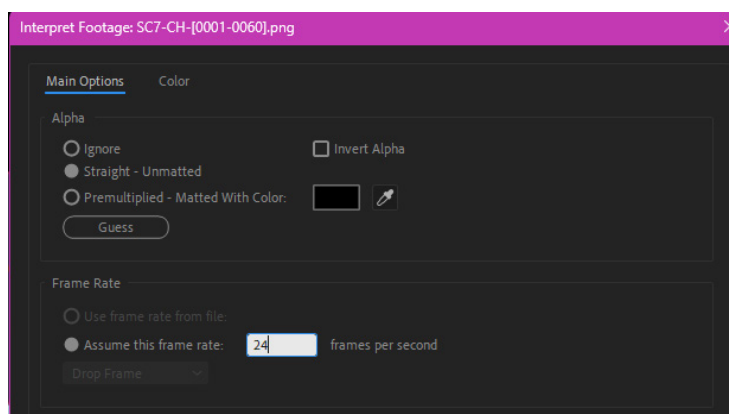 Interpret Footage: SC7-CH-[0001-0060].png
Main Options Color
Alpha
Ignore Invert Alpha
Straight - Unmatted
Premultiplied - Matted With Color:
Guess
Frame Rate
Use frame rate from file:
Assume this frame rate: 24 frames per second
Drop Frame